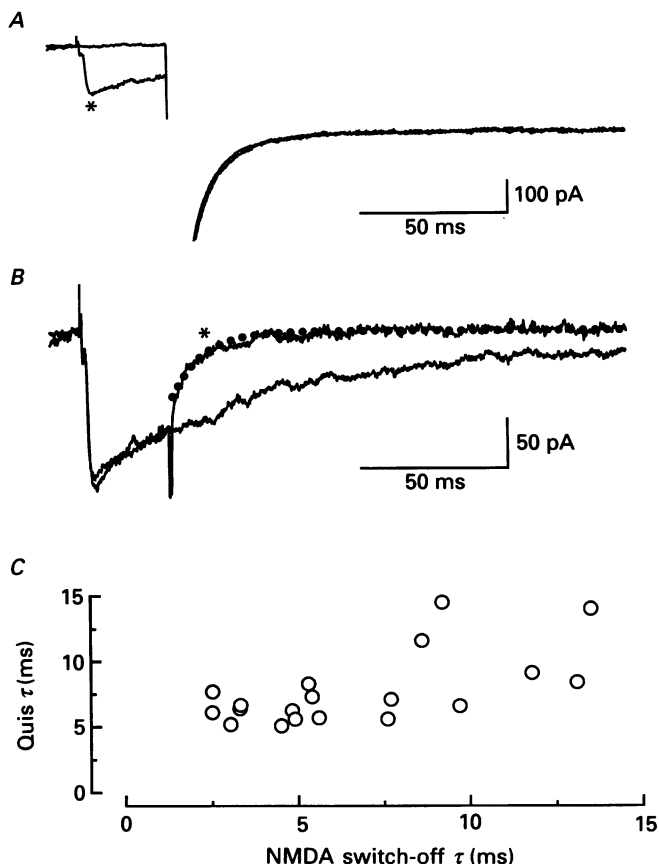 A
*
100 pA
50 ms
B
*
50 pA
50 ms
C
15
10
5
0
Quis τ (ms)
0 5 10 15
NMDA switch-off τ (ms)